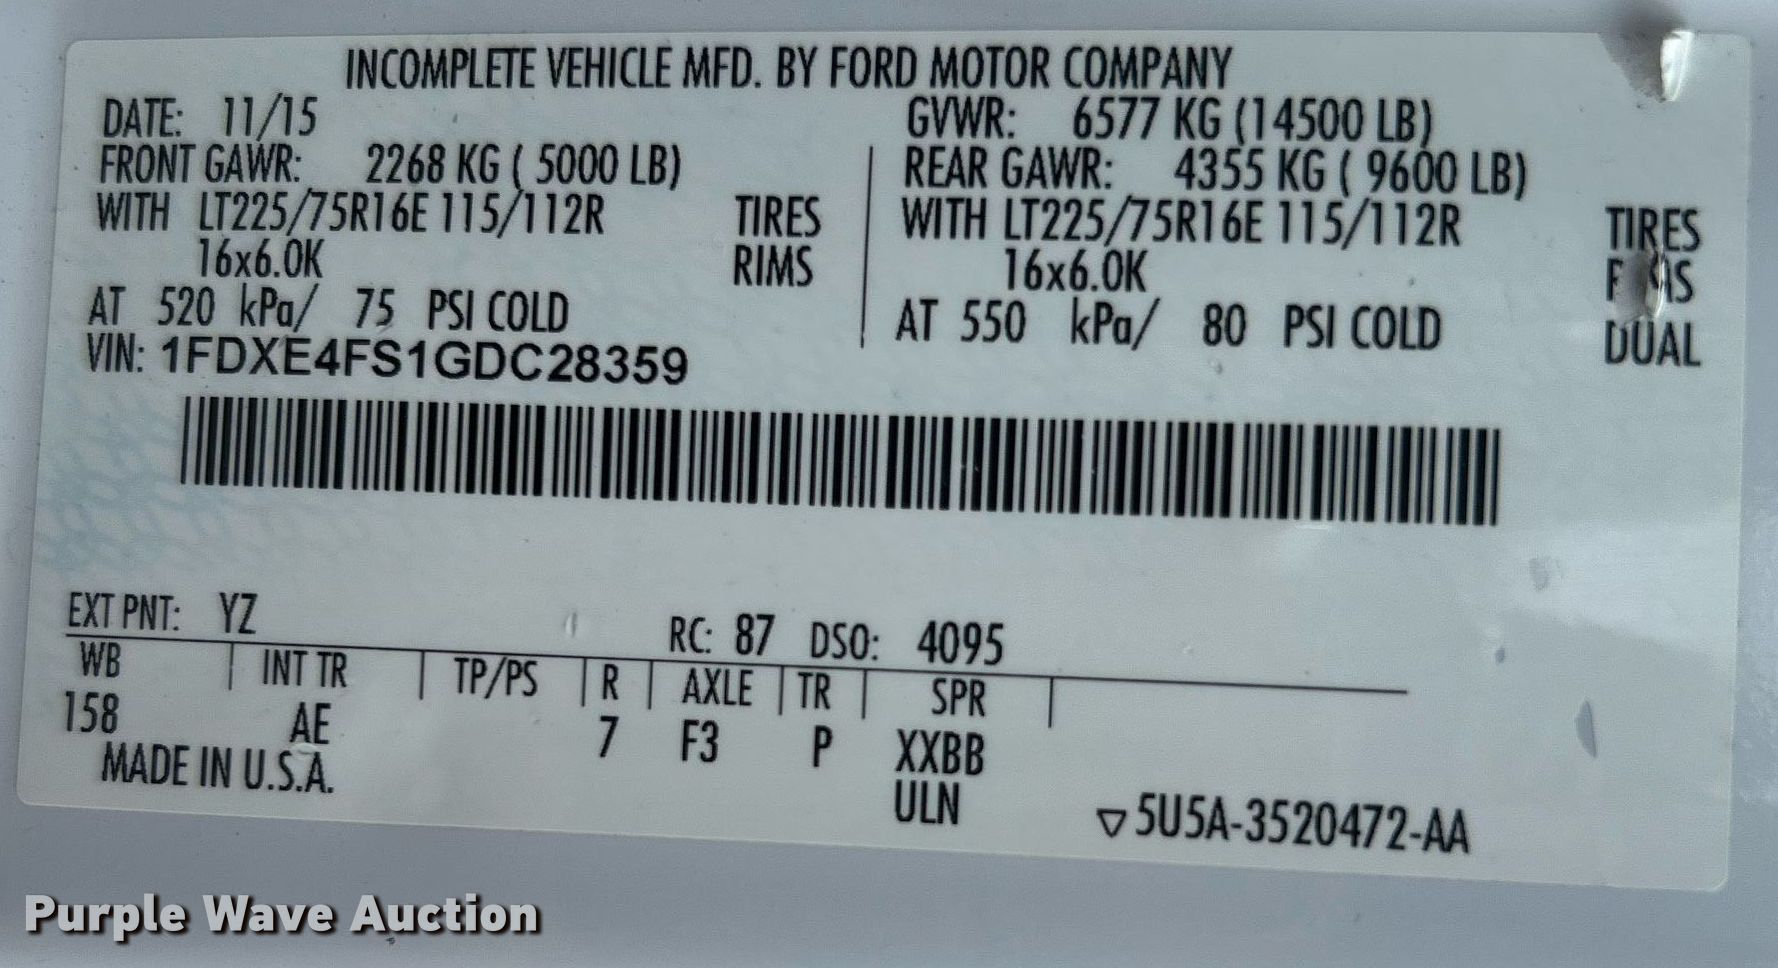 INCOMPLETE VEHICLE MFD. BY FORD MOTOR COMPANY
DATE: 11/15 GVWR: 6577 KG (14500 LB)
FRONT GAWR: 2268 KG ( 5000 LB) REAR GAWR: 4355 KG ( 9600 LB)
WITH LT225/75R16E 115/112R TIRES WITH LT225/75R16E 115/112R TIRES
16x6.0K RIMS 16x6.0K
AT 520 kPa/ 75 PSI COLD AT 550 kPa/ 80 PSI COLD DUAL
VIN: 1FDXE4FS1GDC28359
EXT PNT: YZ RC: 87 DSO: 4095
WB INT TR TP/PS R AXLE TR SPR
158 AE 7 F3 P XXBB
MADE IN U.S.A. ULN
▽5U5A-3520472-AA
Purple Wave Auction